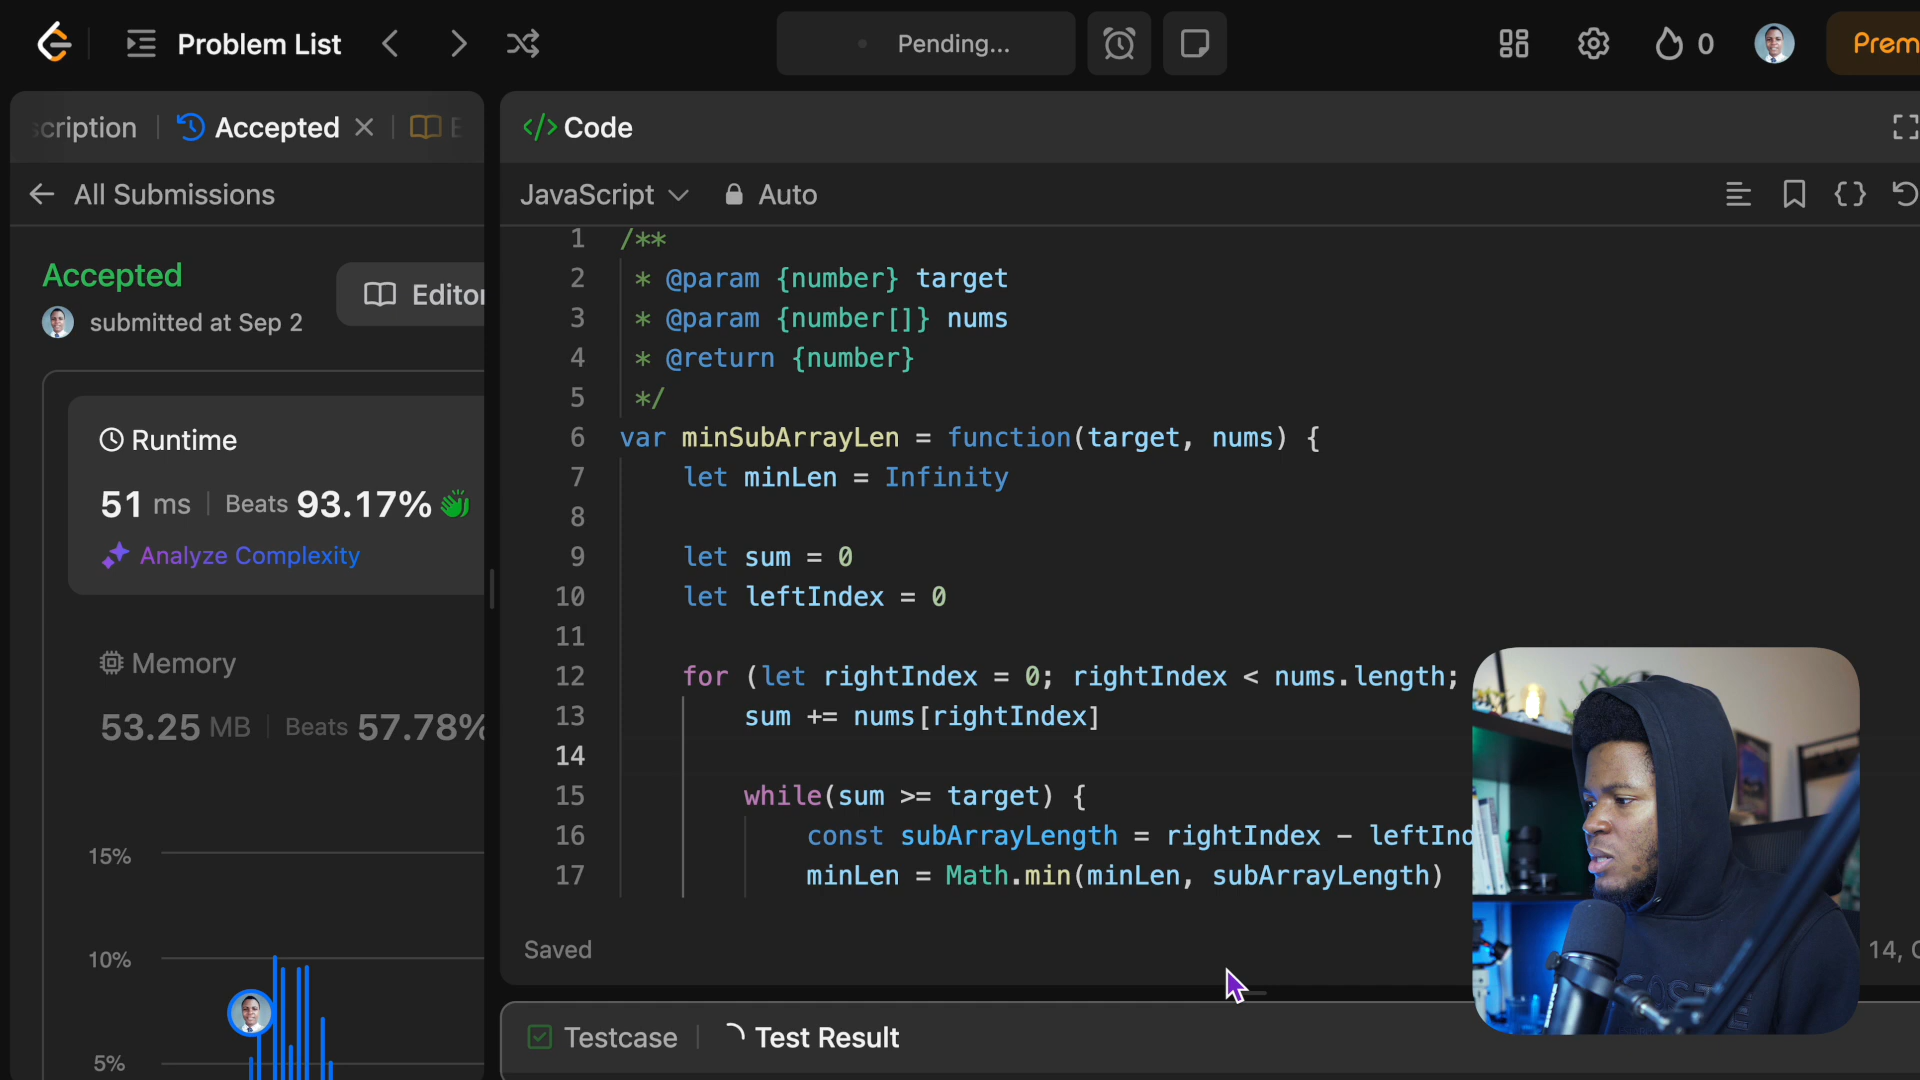 Problem List
Pending...
0
Prem
scription
Accepted
All Submissions
Accepted
submitted at Sep 2
Editor
Runtime
51 ms | Beats 93.17%
Analyze Complexity
Memory
53.25 MB | Beats 57.78%
15%
10%
5%
</> Code
JavaScript
Auto
1 /**
2 * @param {number} target
3 * @param {number[]} nums
4 * @return {number}
5 */
6 var minSubArrayLen = function(target, nums) {
7 let minLen = Infinity
8
9 let sum = 0
10 let leftIndex = 0
11
12 for (let rightIndex = 0; rightIndex < nums.length;
13 sum += nums[rightIndex]
14
15 while(sum >= target) {
16 const subArrayLength = rightIndex - leftInd
17 minLen = Math.min(minLen, subArrayLength)
Saved
14,
Testcase
Test Result